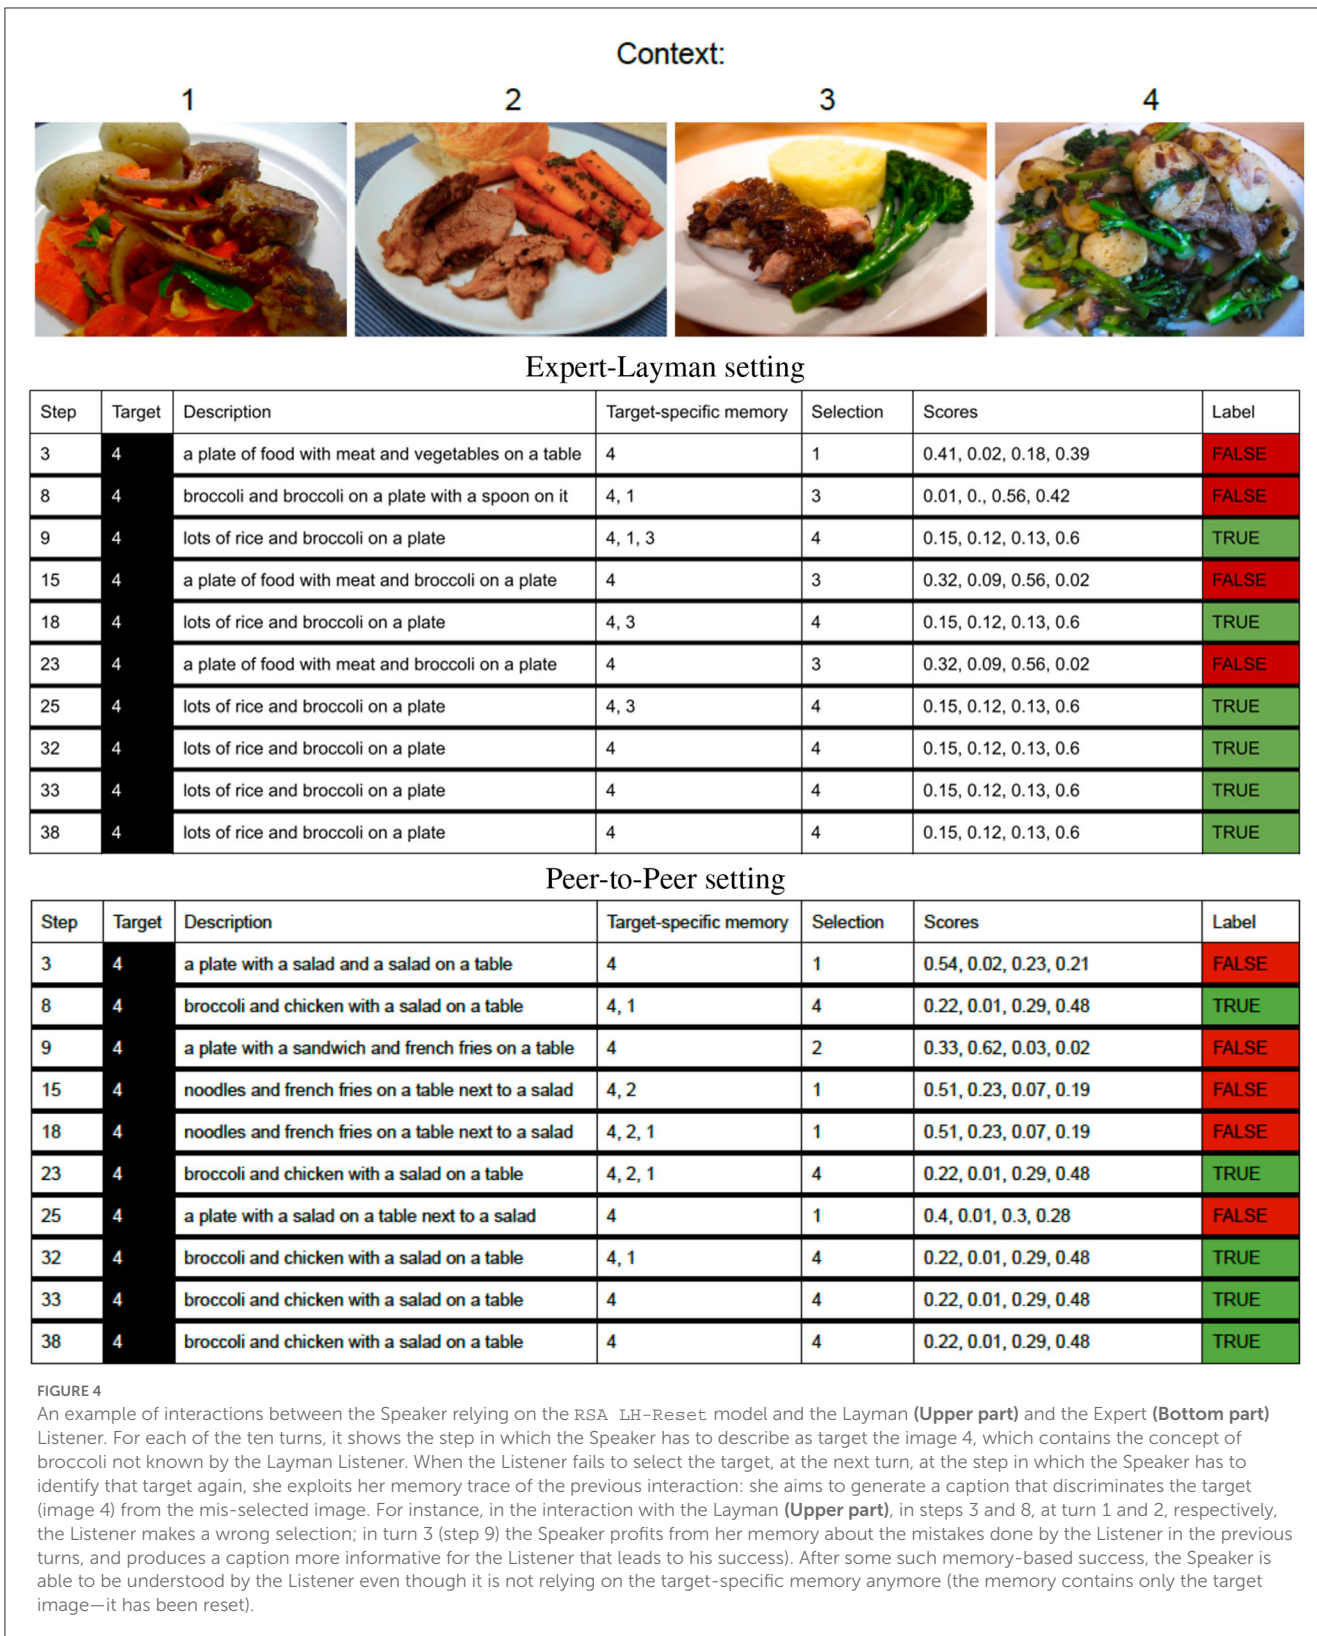 Context:
1 2 3 4
Expert-Layman setting
Step Target Description Target-specific memory Selection Scores Label
3 4 a plate of food with meat and vegetables on a table 4 1 0.41, 0.02, 0.18, 0.39 FALSE
8 4 broccoli and broccoli on a plate with a spoon on it 4, 1 3 0.01, 0., 0.56, 0.42 FALSE
9 4 lots of rice and broccoli on a plate 4, 1, 3 4 0.15, 0.12, 0.13, 0.6 TRUE
15 4 a plate of food with meat and broccoli on a plate 4 3 0.32, 0.09, 0.56, 0.02 FALSE
18 4 lots of rice and broccoli on a plate 4, 3 4 0.15, 0.12, 0.13, 0.6 TRUE
23 4 a plate of food with meat and broccoli on a plate 4 3 0.32, 0.09, 0.56, 0.02 FALSE
25 4 lots of rice and broccoli on a plate 4, 3 4 0.15, 0.12, 0.13, 0.6 TRUE
32 4 lots of rice and broccoli on a plate 4 4 0.15, 0.12, 0.13, 0.6 TRUE
33 4 lots of rice and broccoli on a plate 4 4 0.15, 0.12, 0.13, 0.6 TRUE
38 4 lots of rice and broccoli on a plate 4 4 0.15, 0.12, 0.13, 0.6 TRUE
Peer-to-Peer setting
Step Target Description Target-specific memory Selection Scores Label
3 4 a plate with a salad and a salad on a table 4 1 0.54, 0.02, 0.23, 0.21 FALSE
8 4 broccoli and chicken with a salad on a table 4, 1 4 0.22, 0.01, 0.29, 0.48 TRUE
9 4 a plate with a sandwich and french fries on a table 4 2 0.33, 0.62, 0.03, 0.02 FALSE
15 4 noodles and french fries on a table next to a salad 4, 2 1 0.51, 0.23, 0.07, 0.19 FALSE
18 4 noodles and french fries on a table next to a salad 4, 2, 1 1 0.51, 0.23, 0.07, 0.19 FALSE
23 4 broccoli and chicken with a salad on a table 4, 2, 1 4 0.22, 0.01, 0.29, 0.48 TRUE
25 4 a plate with a salad on a table next to a salad 4 1 0.4, 0.01, 0.3, 0.28 FALSE
32 4 broccoli and chicken with a salad on a table 4, 1 4 0.22, 0.01, 0.29, 0.48 TRUE
33 4 broccoli and chicken with a salad on a table 4 4 0.22, 0.01, 0.29, 0.48 TRUE
38 4 broccoli and chicken with a salad on a table 4 4 0.22, 0.01, 0.29, 0.48 TRUE
FIGURE 4
An example of interactions between the Speaker relying on the RSA LH-Reset model and the Layman (Upper part) and the Expert (Bottom part)
Listener. For each of the ten turns, it shows the step in which the Speaker has to describe as target the image 4, which contains the concept of
broccoli not known by the Layman Listener. When the Listener fails to select the target, at the next turn, at the step in which the Speaker has to
identify that target again, she exploits her memory trace of the previous interaction: she aims to generate a caption that discriminates the target
(image 4) from the mis-selected image. For instance, in the interaction with the Layman (Upper part), in steps 3 and 8, at turn 1 and 2, respectively,
the Listener makes a wrong selection; in turn 3 (step 9) the Speaker profits from her memory about the mistakes done by the Listener in the previous
turns, and produces a caption more informative for the Listener that leads to his success). After some such memory-based success, the Speaker is
able to be understood by the Listener even though it is not relying on the target-specific memory anymore (the memory contains only the target
image—it has been reset).